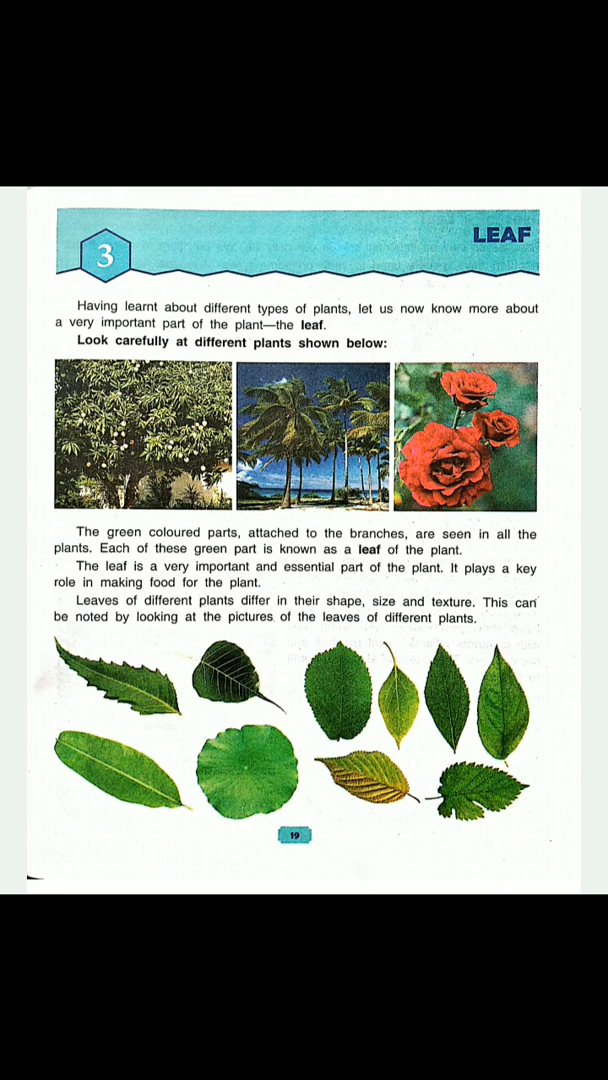 3
LEAF
Having learnt about different types of plants, let us now know more about
a very important part of the plant—the leaf.
Look carefully at different plants shown below:
The green coloured parts, attached to the branches, are seen in all the
plants. Each of these green part is known as a leaf of the plant.
The leaf is a very important and essential part of the plant. It plays a key
role in making food for the plant.
Leaves of different plants differ in their shape, size and texture. This can
be noted by looking at the pictures of the leaves of different plants.
19